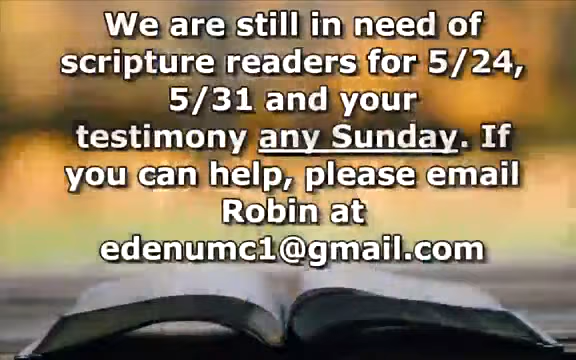 We are still in need of
scripture readers for 5/24,
5/31 and your
testimony any Sunday. If
you can help, please email
Robin at
edenumc1@gmail.com